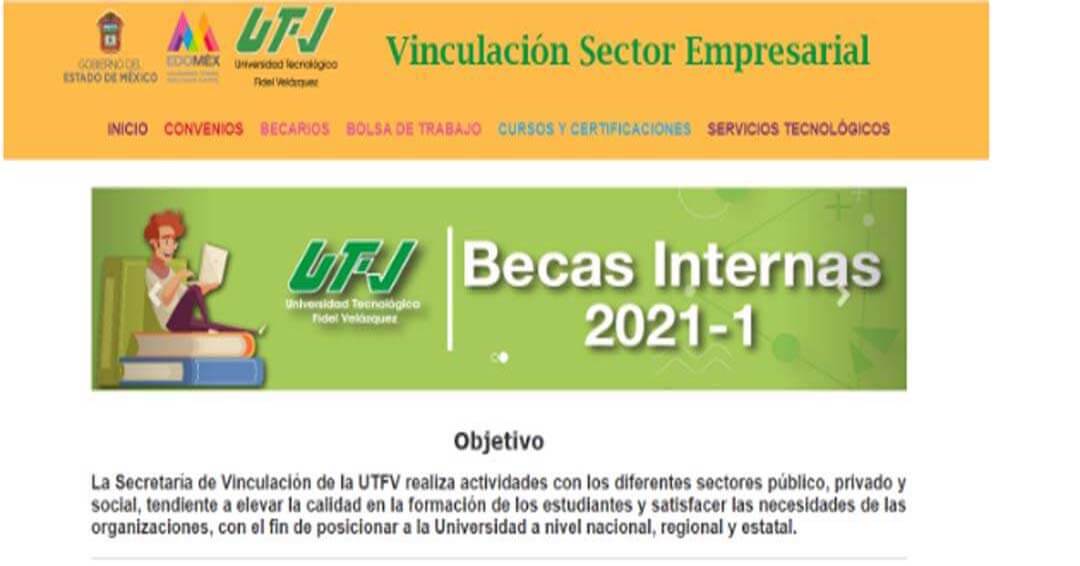 GOBIERNO DEL
ESTADO DE MÉXICO
EDOMÉX
UTFV
Universidad Tecnológica
Fidel Velázquez
Vinculación Sector Empresarial
INICIO CONVENIOS BECARIOS BOLSA DE TRABAJO CURSOS Y CERTIFICACIONES SERVICIOS TECNOLÓGICOS
UTFV
Universidad Tecnológica
Fidel Velázquez
Becas Internas
2021-1
Objetivo
La Secretaría de Vinculación de la UTFV realiza actividades con los diferentes sectores público, privado y
social, tendiente a elevar la calidad en la formación de los estudiantes y satisfacer las necesidades de las
organizaciones, con el fin de posicionar a la Universidad a nivel nacional, regional y estatal.